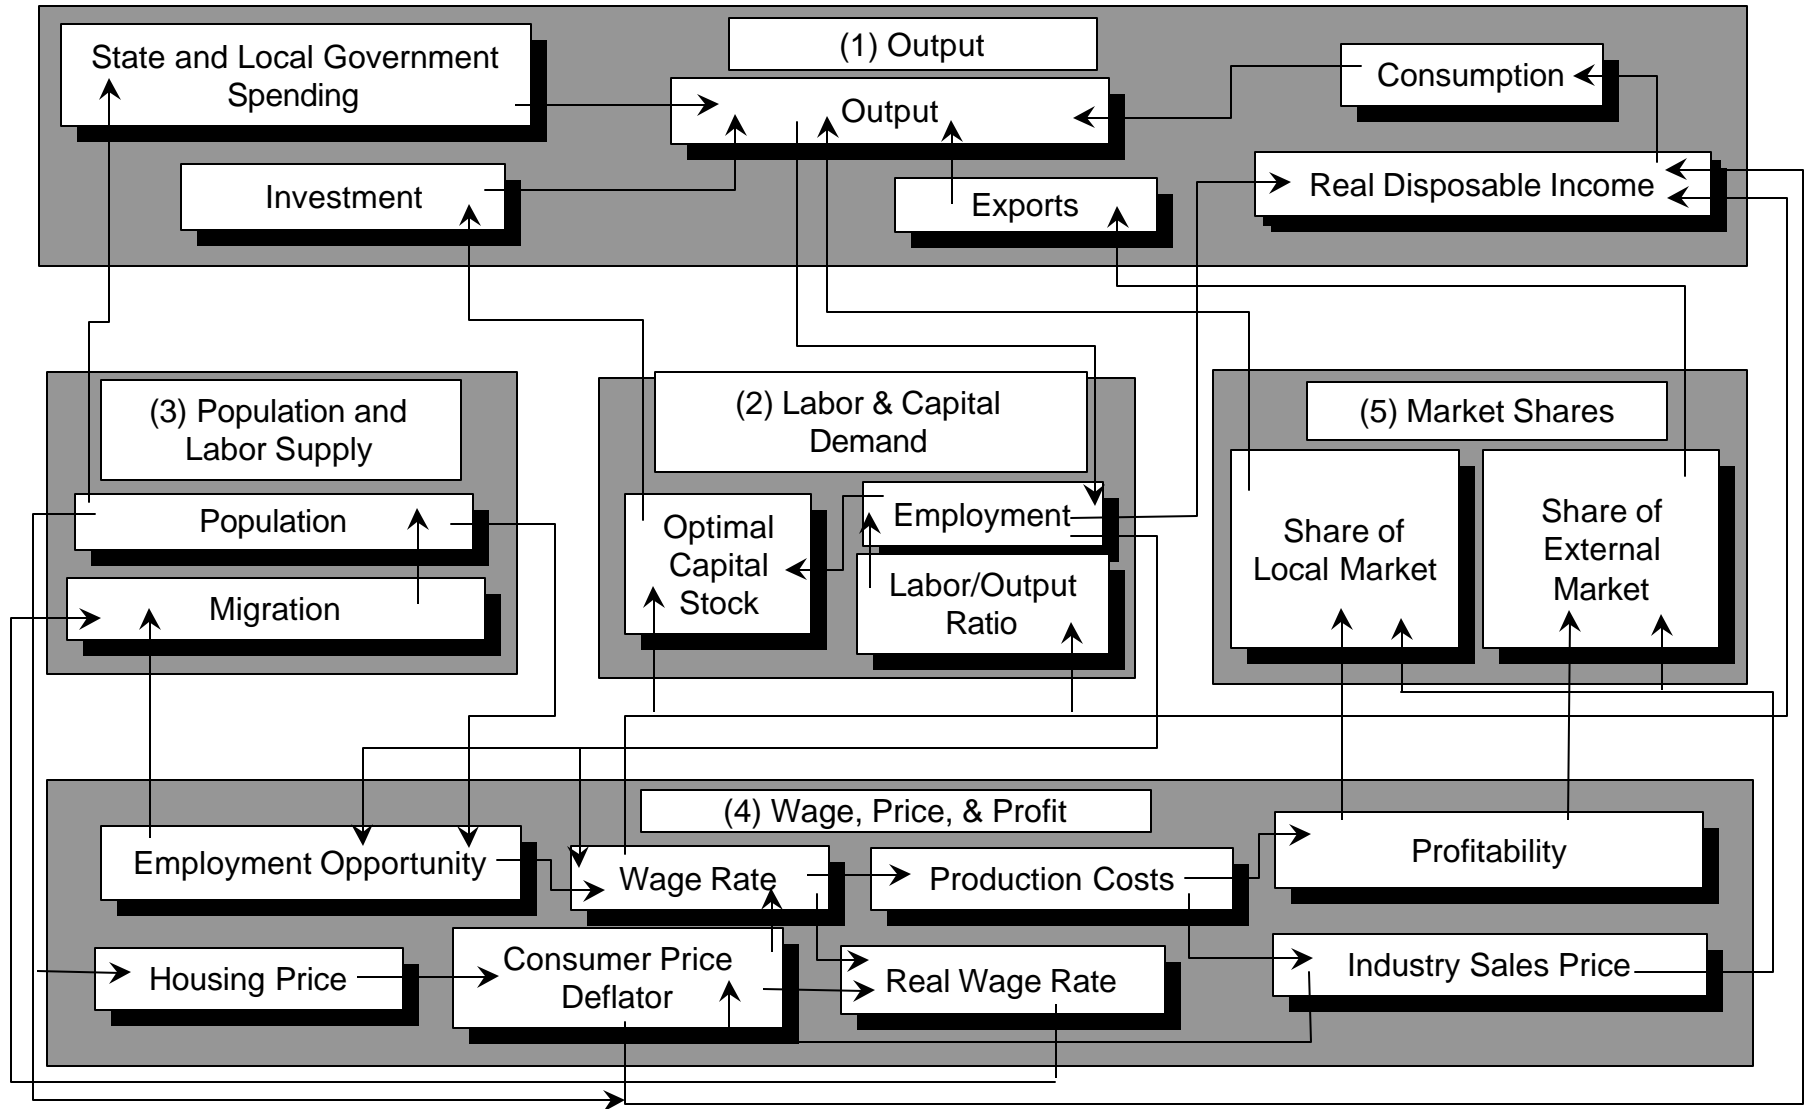 State and Local Government
Spending
(1) Output
Output
Consumption
Investment
Exports
Real Disposable Income
(3) Population and
Labor Supply
Population
Migration
(2) Labor & Capital
Demand
Optimal
Capital
Stock
Employment
Labor/Output
Ratio
(5) Market Shares
Share of
Local Market
Share of
External
Market
(4) Wage, Price, & Profit
Employment Opportunity
Wage Rate
Production Costs
Profitability
Housing Price
Consumer Price
Deflator
Real Wage Rate
Industry Sales Price